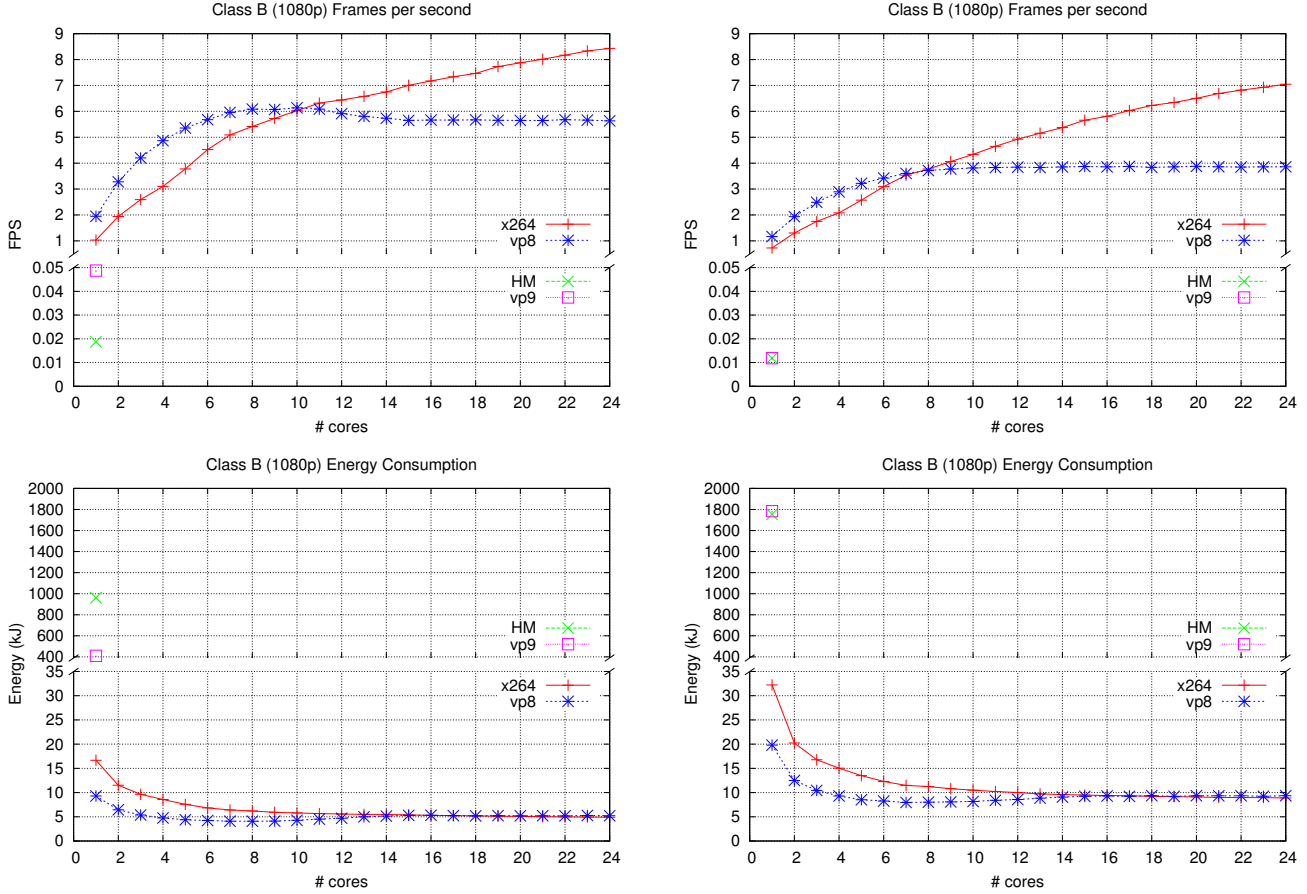 Class B (1080p) Frames per second
9
8
7
6
5
4
3
2
1
FPS
x264
vp8
0.05
0.04
0.03
0.02
0.01
0
HM
vp9
0 2 4 6 8 10 12 14 16 18 20 22 24
# cores
Class B (1080p) Frames per second
9
8
7
6
5
4
3
2
1
FPS
x264
vp8
0.05
0.04
0.03
0.02
0.01
0
HM
vp9
0 2 4 6 8 10 12 14 16 18 20 22 24
# cores
Class B (1080p) Energy Consumption
2000
1800
1600
1400
1200
1000
800
600
400
Energy (kJ)
HM
vp9
35
30
25
20
15
10
5
0
x264
vp8
0 2 4 6 8 10 12 14 16 18 20 22 24
# cores
Class B (1080p) Energy Consumption
2000
1800
1600
1400
1200
1000
800
600
400
Energy (kJ)
HM
vp9
35
30
25
20
15
10
5
0
x264
vp8
0 2 4 6 8 10 12 14 16 18 20 22 24
# cores